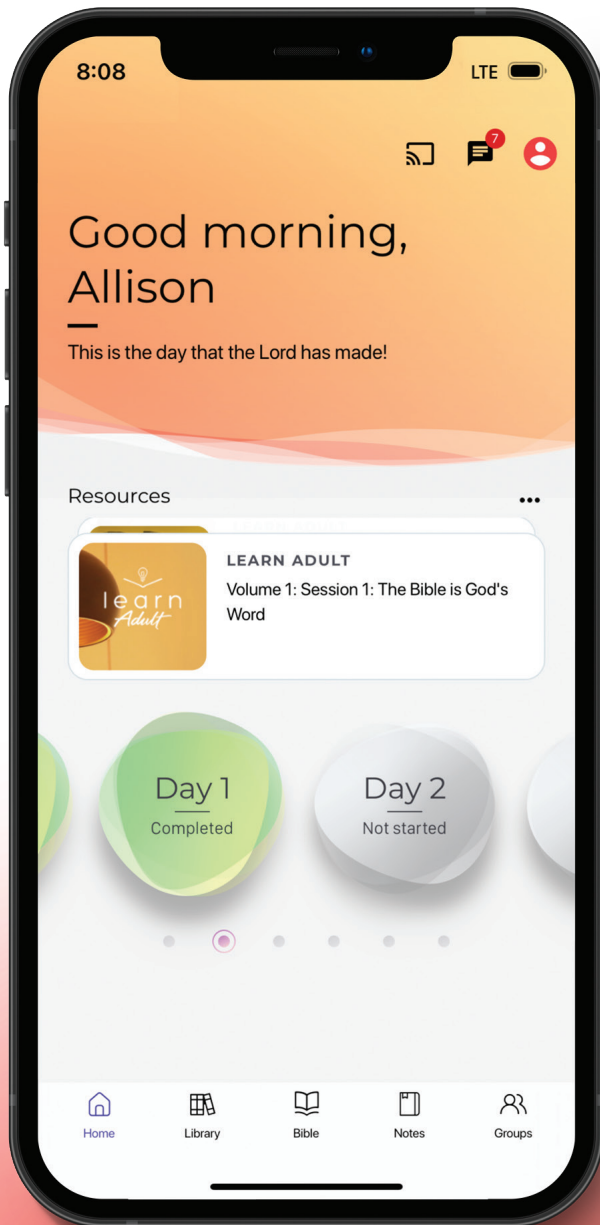 8:08
LTE
7
Good morning,
Allison
This is the day that the Lord has made!
Resources
LEARN ADULT
learn
Adult
Volume 1: Session 1: The Bible is God's
Word
Day 1
Completed
Day 2
Not started
Home
Library
Bible
Notes
Groups